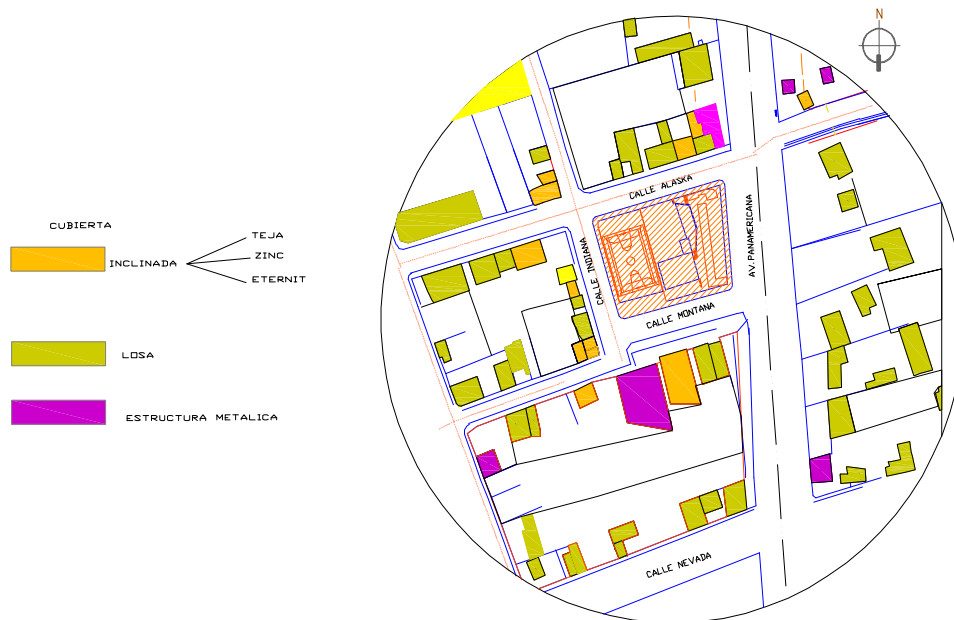 N
CUBIERTA
INCLINADA
TEJA
ZINC
ETERNIT
LOSA
ESTRUCTURA METALICA
CALLE ALASKA
CALLE INDIANA
AV. PANAMERICANA
CALLE MONTANA
CALLE NEVADA